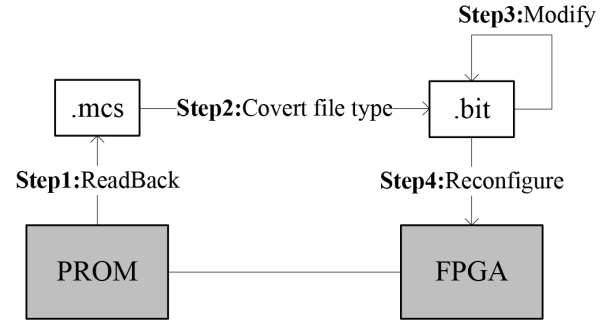 Step3:Modify
.mcs
Step2:Covert file type
.bit
Step1:ReadBack
Step4:Reconfigure
PROM
FPGA